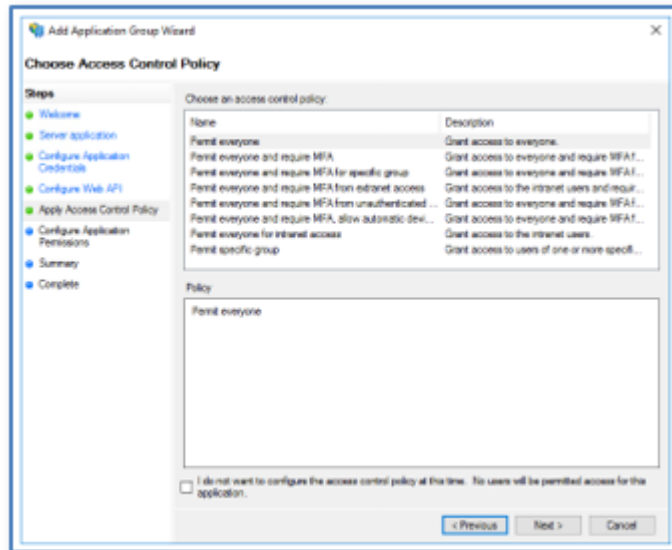 Add Application Group Wizard
Choose Access Control Policy
Steps
Welcome
Server application
Configure Application
Credentials
Configure Web API
Apply Access Control Policy
Configure Application
Permissions
Summary
Complete
Choose an access control policy:
Name Description
Permit everyone Grant access to everyone.
Permit everyone and require MFA Grant access to everyone and require MFA f...
Permit everyone and require MFA for specific group Grant access to everyone and require MFA f...
Permit everyone and require MFA from extranet access Grant access to the intranet users and requir...
Permit everyone and require MFA from unauthenticated ... Grant access to everyone and require MFA f...
Permit everyone and require MFA, allow automatic devi... Grant access to everyone and require MFA f...
Permit everyone for intranet access Grant access to the intranet users.
Permit specific group Grant access to users of one or more specifi...
Policy
Permit everyone
I do not want to configure the access control policy at this time. No users will be permitted access for this
application.
< Previous Next > Cancel